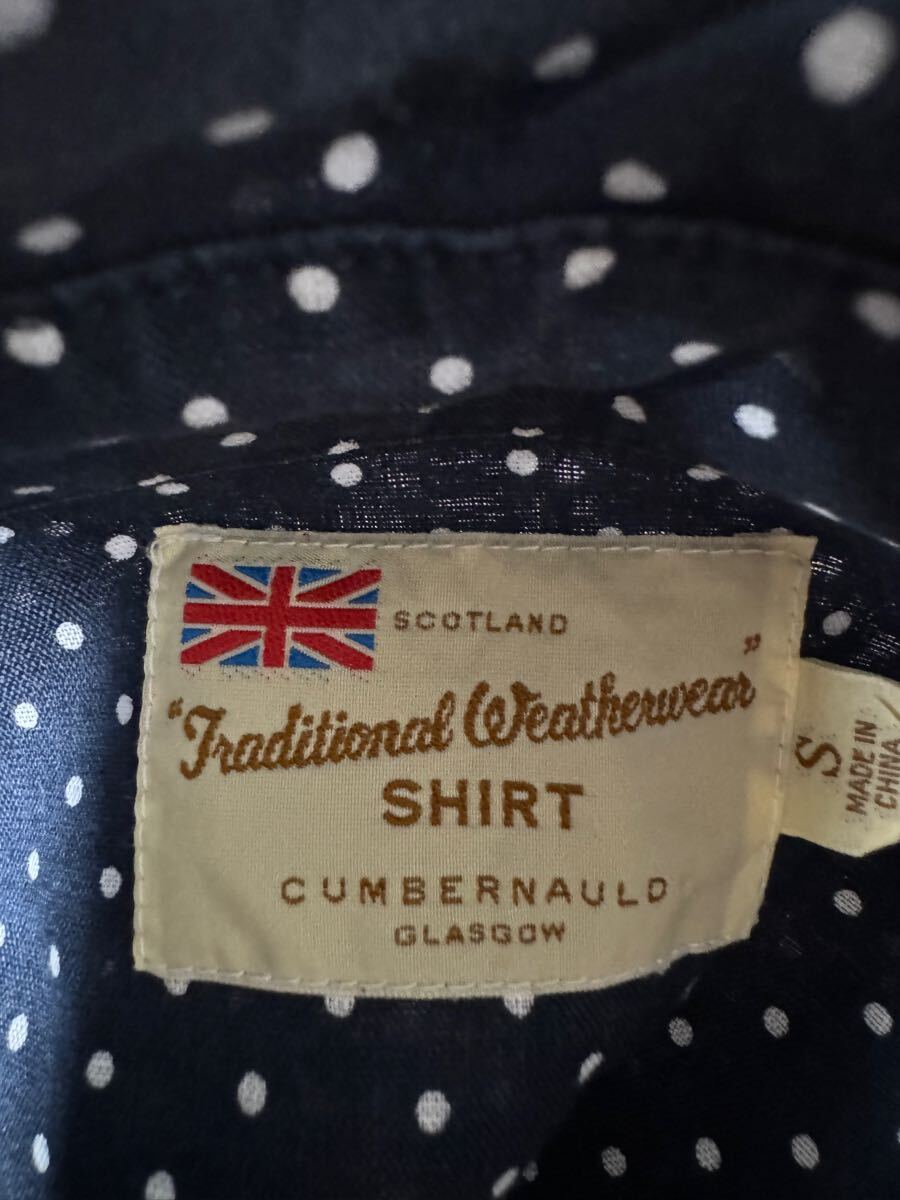 SCOTLAND
"Traditional Weatherwear"
SHIRT
CUMBERNAULD
GLASGOW
S
MADE IN
CHINA